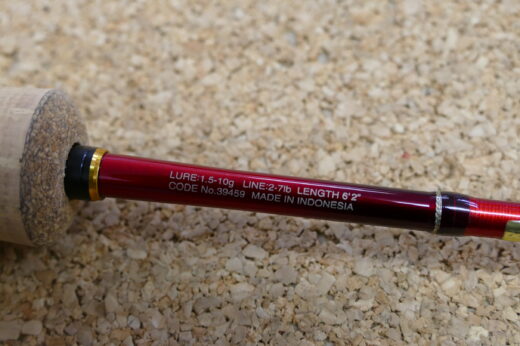 LURE:1.5-10g LINE:2-7lb LENGTH 6'2"
CODE No.39459 MADE IN INDONESIA